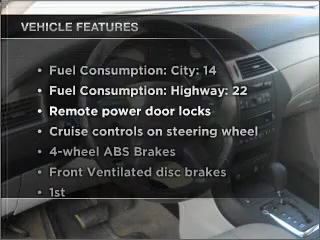 VEHICLE FEATURES
• Fuel Consumption: City: 14
• Fuel Consumption: Highway: 22
• Remote power door locks
• Cruise controls on steering wheel
• 4-wheel ABS Brakes
• Front Ventilated disc brakes
• 1st